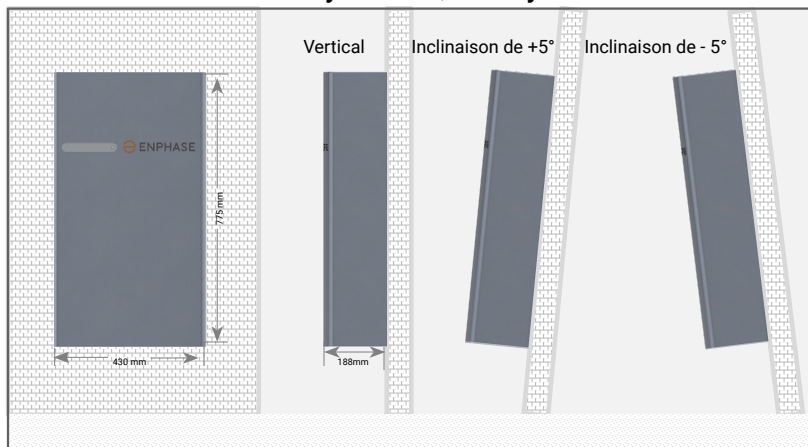 Vertical
Inclinaison de +5°
Inclinaison de - 5°
ENPHASE
775 mm
430 mm
188mm